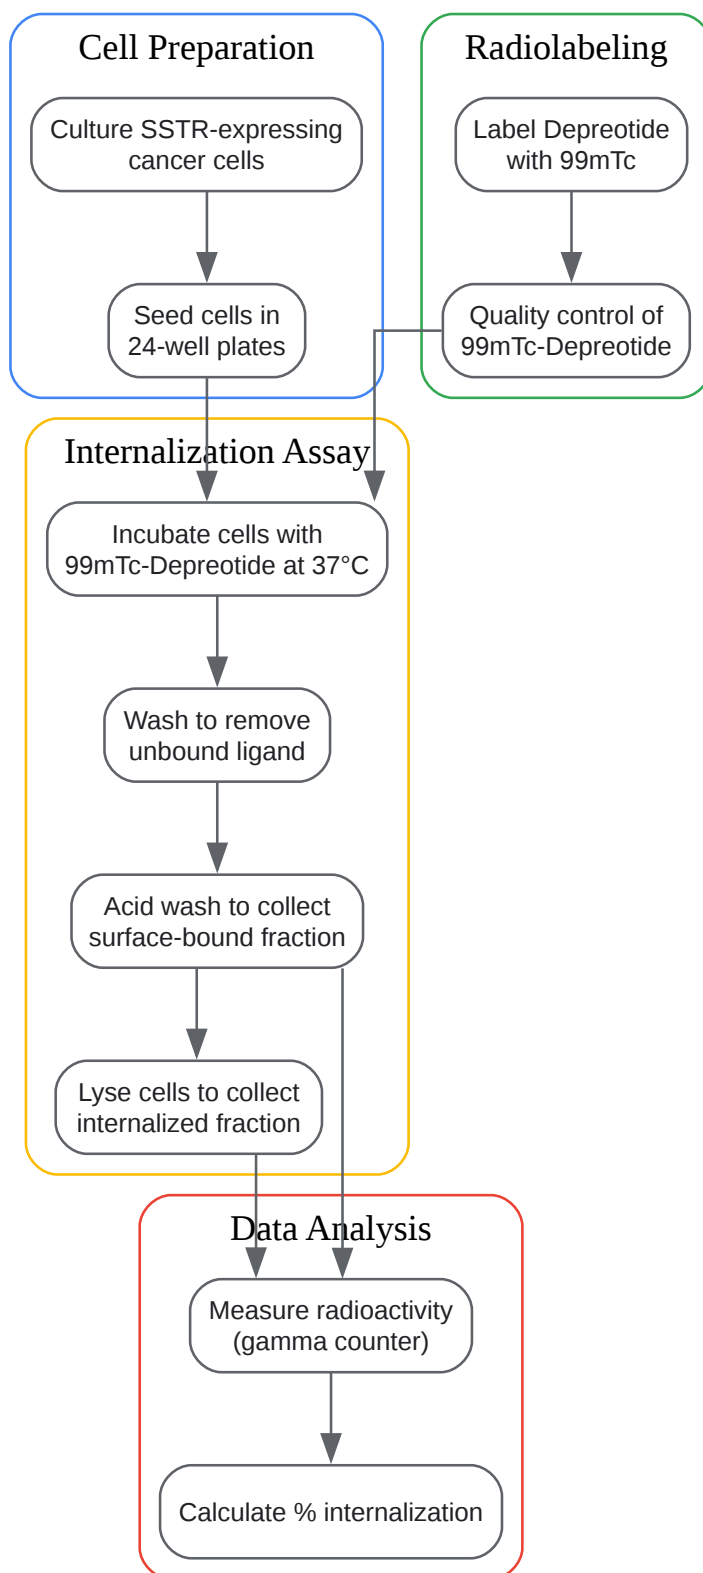 Cell Preparation
Culture SSTR-expressing
cancer cells
Seed cells in
24-well plates
Radiolabeling
Label Depreotide
with 99mTc
Quality control of
99mTc-Depreotide
Internalization Assay
Incubate cells with
99mTc-Depreotide at 37°C
Wash to remove
unbound ligand
Acid wash to collect
surface-bound fraction
Lyse cells to collect
internalized fraction
Data Analysis
Measure radioactivity
(gamma counter)
Calculate % internalization